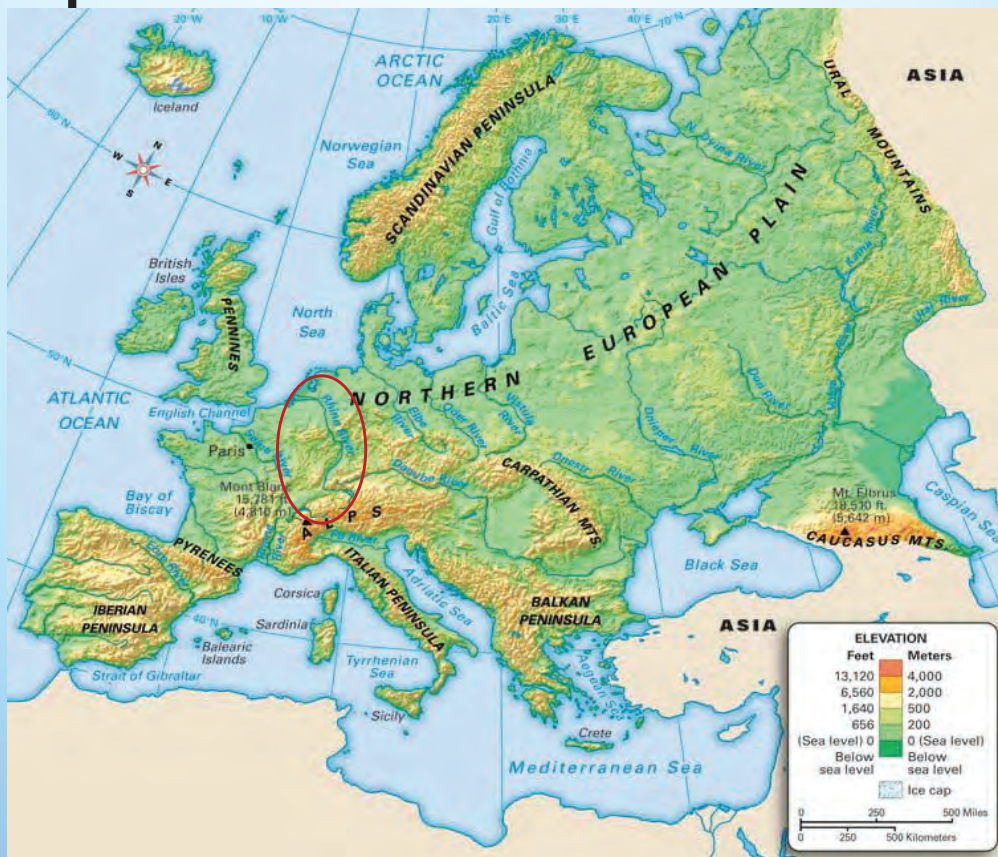 20°W
10°W
0°
10°E
20°E
30°E
40°E
ARCTIC
OCEAN
ASIA
URAL
MOUNTAINS
Iceland
60°N
N
W
E
S
Norwegian
Sea
SCANDINAVIAN PENINSULA
Gulf of Bothnia
N. Dvina River
PLAIN
Kama River
Ural River
British
Isles
PENNINES
North
Sea
Baltic Sea
EUROPEAN
NORTHERN
50°N
ATLANTIC
OCEAN
English Channel
Rhine River
Elbe
River
Oder River
Vistula
River
Dnieper River
Don River
Paris
Mont Blanc
15,781 ft.
(4,810 m)
Danube River
CARPATHIAN MTS.
Dnestr River
Bay of
Biscay
ALPS
Po River
Rhone
River
Mt. Elbrus
18,510 ft.
(5,642 m)
CAUCASUS MTS.
Caspian Sea
PYRENEES
Ebro River
IBERIAN
PENINSULA
Corsica
Sardinia
ITALIAN PENINSULA
Adriatic Sea
BALKAN
PENINSULA
Black Sea
ASIA
40°N
Balearic
Islands
Strait of Gibraltar
Tyrrhenian
Sea
Sicily
Aegean Sea
Crete
Mediterranean Sea
ELEVATION
Feet Meters
13,120 4,000
6,560 2,000
1,640 500
656 200
(Sea level) 0 0 (Sea level)
Below Below
sea level sea level
Ice cap
0 250 500 Miles
0 250 500 Kilometers